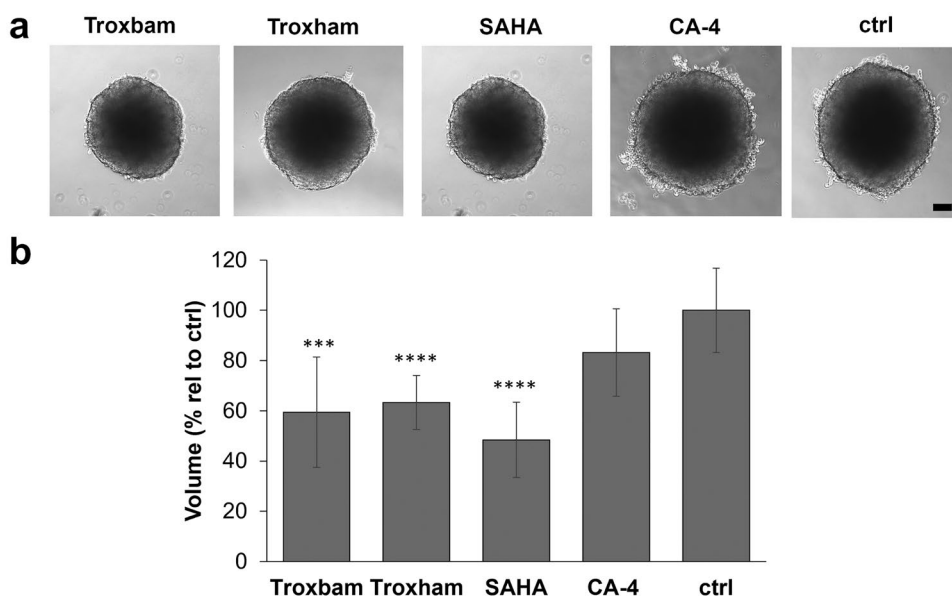 a
Troxbam Troxham SAHA CA-4 ctrl
b
Volume (% rel to ctrl)
120
100
80
60
40
20
0
***
****
****
Troxbam Troxham SAHA CA-4 ctrl